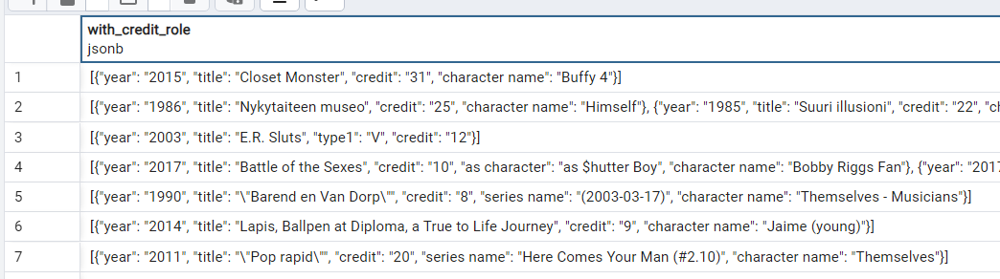 with_credit_role
jsonb
1 [{"year": "2015", "title": "Closet Monster", "credit": "31", "character name": "Buffy 4"}]
2 [{"year": "1986", "title": "Nykytaiteen museo", "credit": "25", "character name": "Himself"}, {"year": "1985", "title": "Suuri illusioni", "credit": "22", "ch
3 [{"year": "2003", "title": "E.R. Sluts", "type1": "V", "credit": "12"}]
4 [{"year": "2017", "title": "Battle of the Sexes", "credit": "10", "as character": "as $hutter Boy", "character name": "Bobby Riggs Fan"}, {"year": "2017
5 [{"year": "1990", "title": "\"Barend en Van Dorp\"", "credit": "8", "series name": "(2003-03-17)", "character name": "Themselves - Musicians"}]
6 [{"year": "2014", "title": "Lapis, Ballpen at Diploma, a True to Life Journey", "credit": "9", "character name": "Jaime (young)"}]
7 [{"year": "2011", "title": "\"Pop rapid\"", "credit": "20", "series name": "Here Comes Your Man (#2.10)", "character name": "Themselves"}]